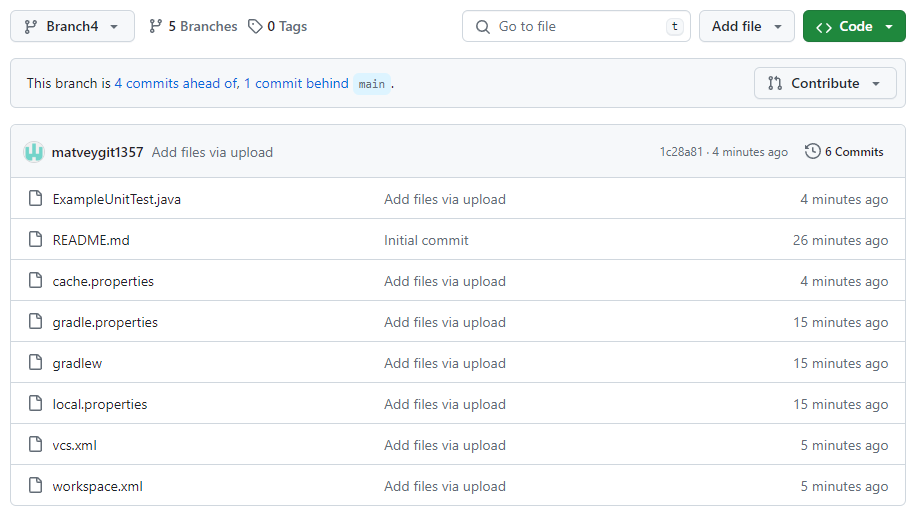 Branch4 5 Branches 0 Tags Go to file t Add file Code
This branch is 4 commits ahead of, 1 commit behind main .
Contribute
matveygit1357 Add files via upload 1c28a81 · 4 minutes ago 6 Commits
ExampleUnitTest.java Add files via upload 4 minutes ago
README.md Initial commit 26 minutes ago
cache.properties Add files via upload 4 minutes ago
gradle.properties Add files via upload 15 minutes ago
gradlew Add files via upload 15 minutes ago
local.properties Add files via upload 15 minutes ago
vcs.xml Add files via upload 5 minutes ago
workspace.xml Add files via upload 5 minutes ago